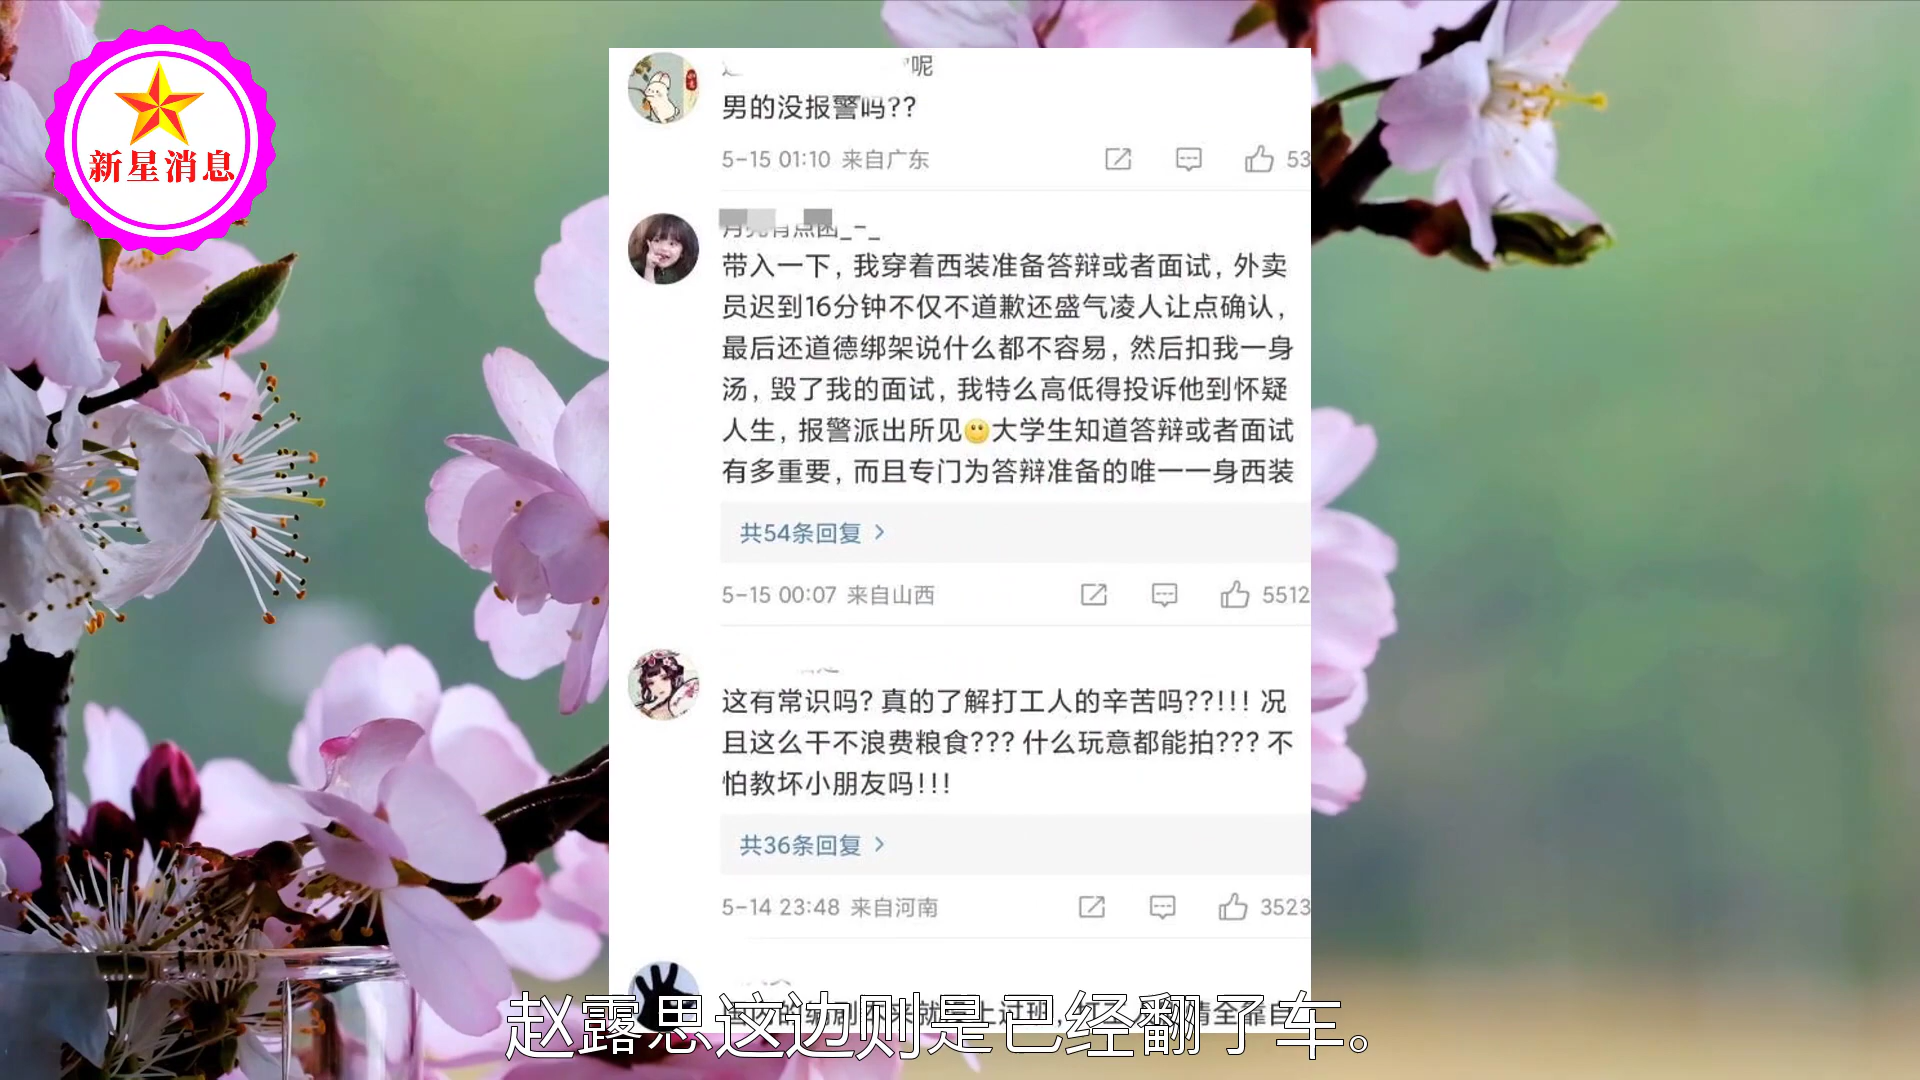 新星消息
呢
男的没报警吗??
5-15 01:10 来自广东
53
月亮有点困_-_
带入一下，我穿着西装准备答辩或者面试，外卖
员迟到16分钟不仅不道歉还盛气凌人让点确认，
最后还道德绑架说什么都不容易，然后扣我一身
汤，毁了我的面试，我特么高低得投诉他到怀疑
人生，报警派出所见🙂大学生知道答辩或者面试
有多重要，而且专门为答辩准备的唯一一身西装
共54条回复 >
5-15 00:07 来自山西
5512
这有常识吗? 真的了解打工人的辛苦吗??!!! 况
且这么干不浪费粮食??? 什么玩意都能拍??? 不
怕教坏小朋友吗!!!
共36条回复 >
5-14 23:48 来自河南
3523
赵露思这边则是已经翻了车。